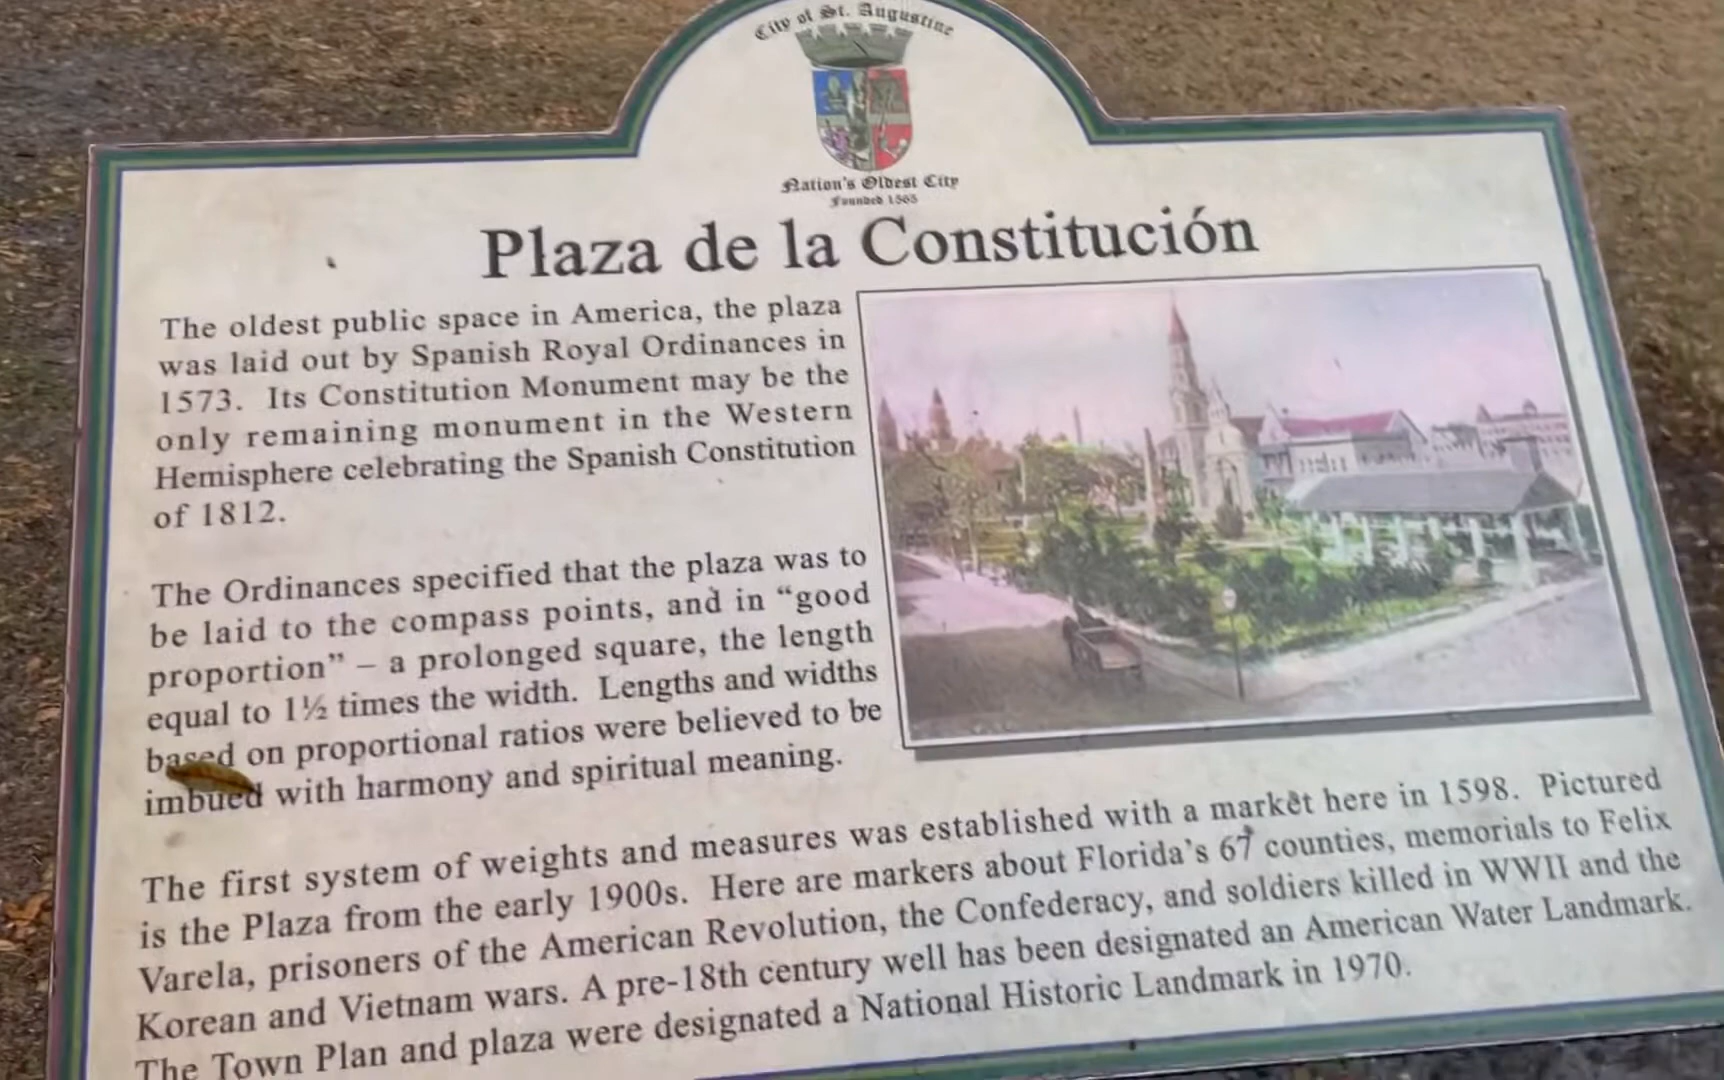 City of St. Augustine
Nation's Oldest City
Founded 1565
Plaza de la Constitución
The oldest public space in America, the plaza
was laid out by Spanish Royal Ordinances in
1573. Its Constitution Monument may be the
only remaining monument in the Western
Hemisphere celebrating the Spanish Constitution
of 1812.
The Ordinances specified that the plaza was to
be laid to the compass points, and in “good
proportion” – a prolonged square, the length
equal to 1½ times the width. Lengths and widths
based on proportional ratios were believed to be
imbued with harmony and spiritual meaning.
The first system of weights and measures was established with a market here in 1598. Pictured
is the Plaza from the early 1900s. Here are markers about Florida's 67 counties, memorials to Felix
Varela, prisoners of the American Revolution, the Confederacy, and soldiers killed in WWII and the
Korean and Vietnam wars. A pre-18th century well has been designated an American Water Landmark.
The Town Plan and plaza were designated a National Historic Landmark in 1970.